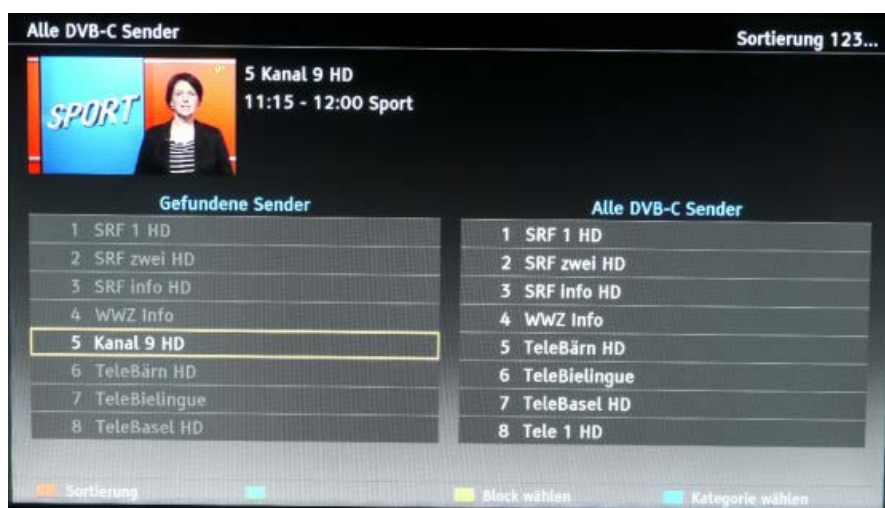 Alle DVB-C Sender
Sortierung 123...
SPORT
5 Kanal 9 HD
11:15 - 12:00 Sport
Gefundene Sender
1 SRF 1 HD
2 SRF zwei HD
3 SRF info HD
4 WWZ Info
5 Kanal 9 HD
6 TeleBärn HD
7 TeleBielingue
8 TeleBasel HD
Alle DVB-C Sender
1 SRF 1 HD
2 SRF zwei HD
3 SRF info HD
4 WWZ Info
5 TeleBärn HD
6 TeleBielingue
7 TeleBasel HD
8 Tele 1 HD
Sortierung
Block wählen
Kategorie wählen